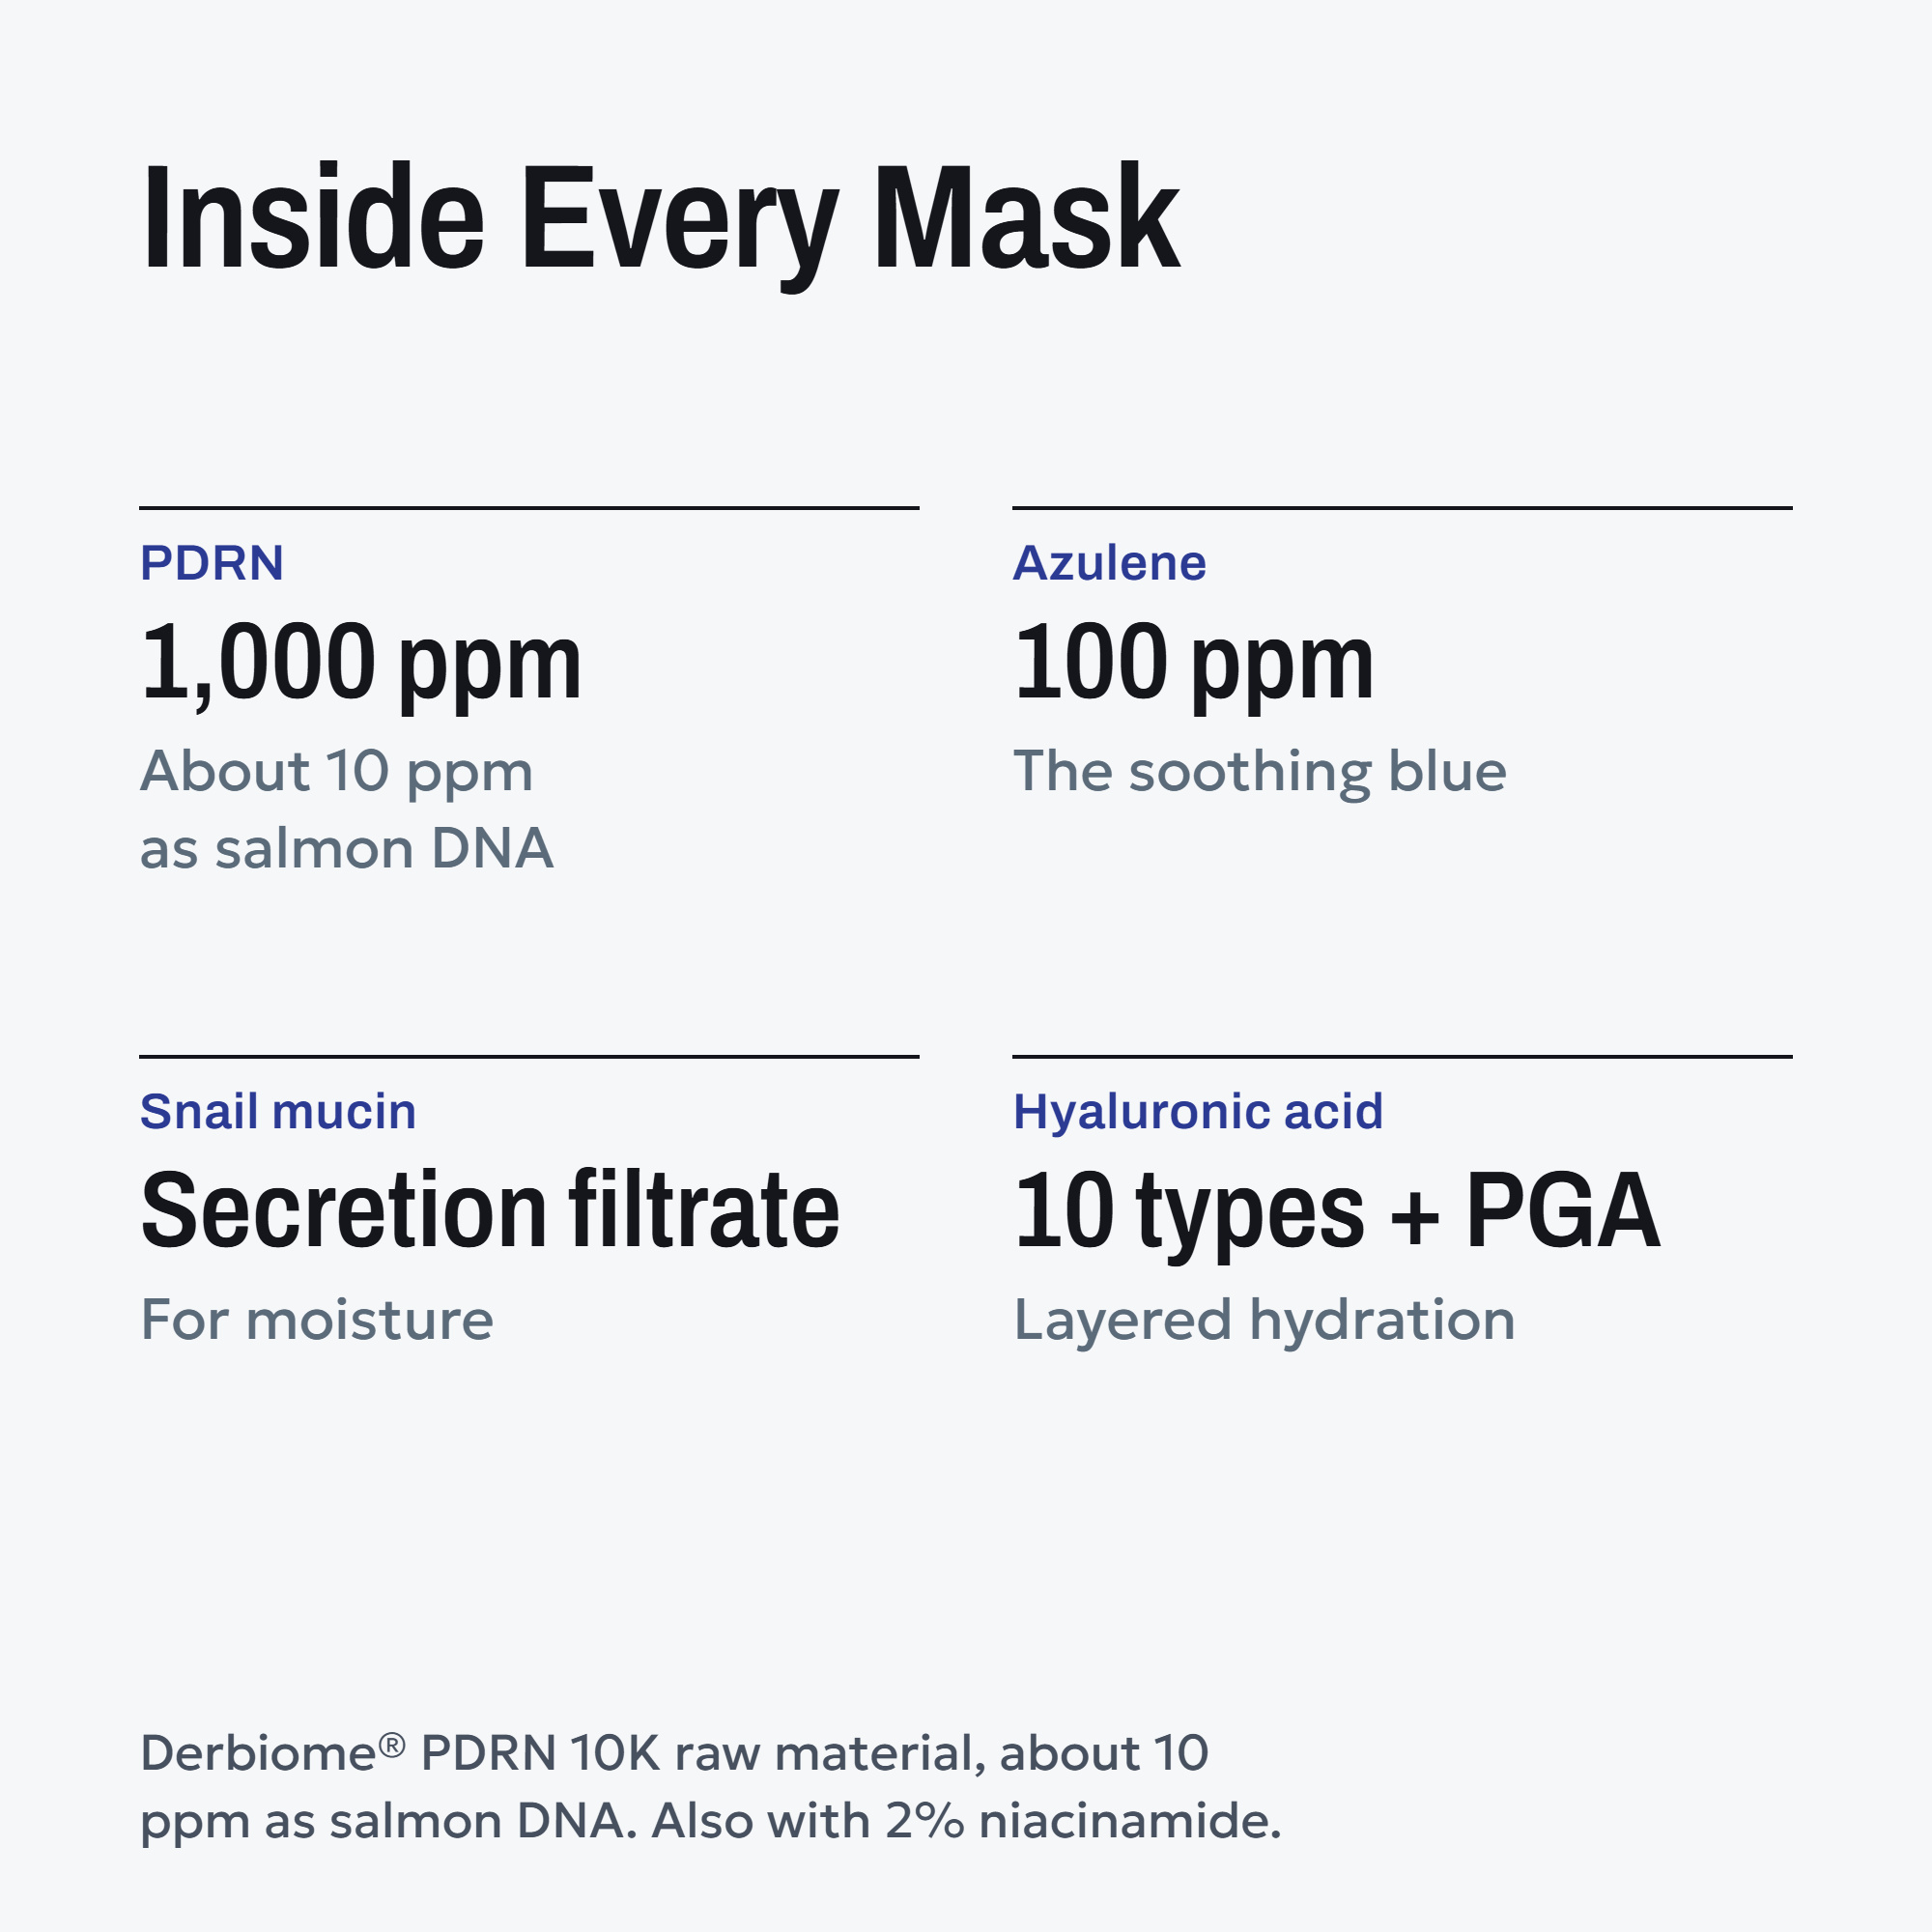 Inside Every Mask
PDRN
1,000 ppm
About 10 ppm
as salmon DNA
Azulene
100 ppm
The soothing blue
Snail mucin
Secretion filtrate
For moisture
Hyaluronic acid
10 types + PGA
Layered hydration
Derbiome® PDRN 10K raw material, about 10
ppm as salmon DNA. Also with 2% niacinamide.